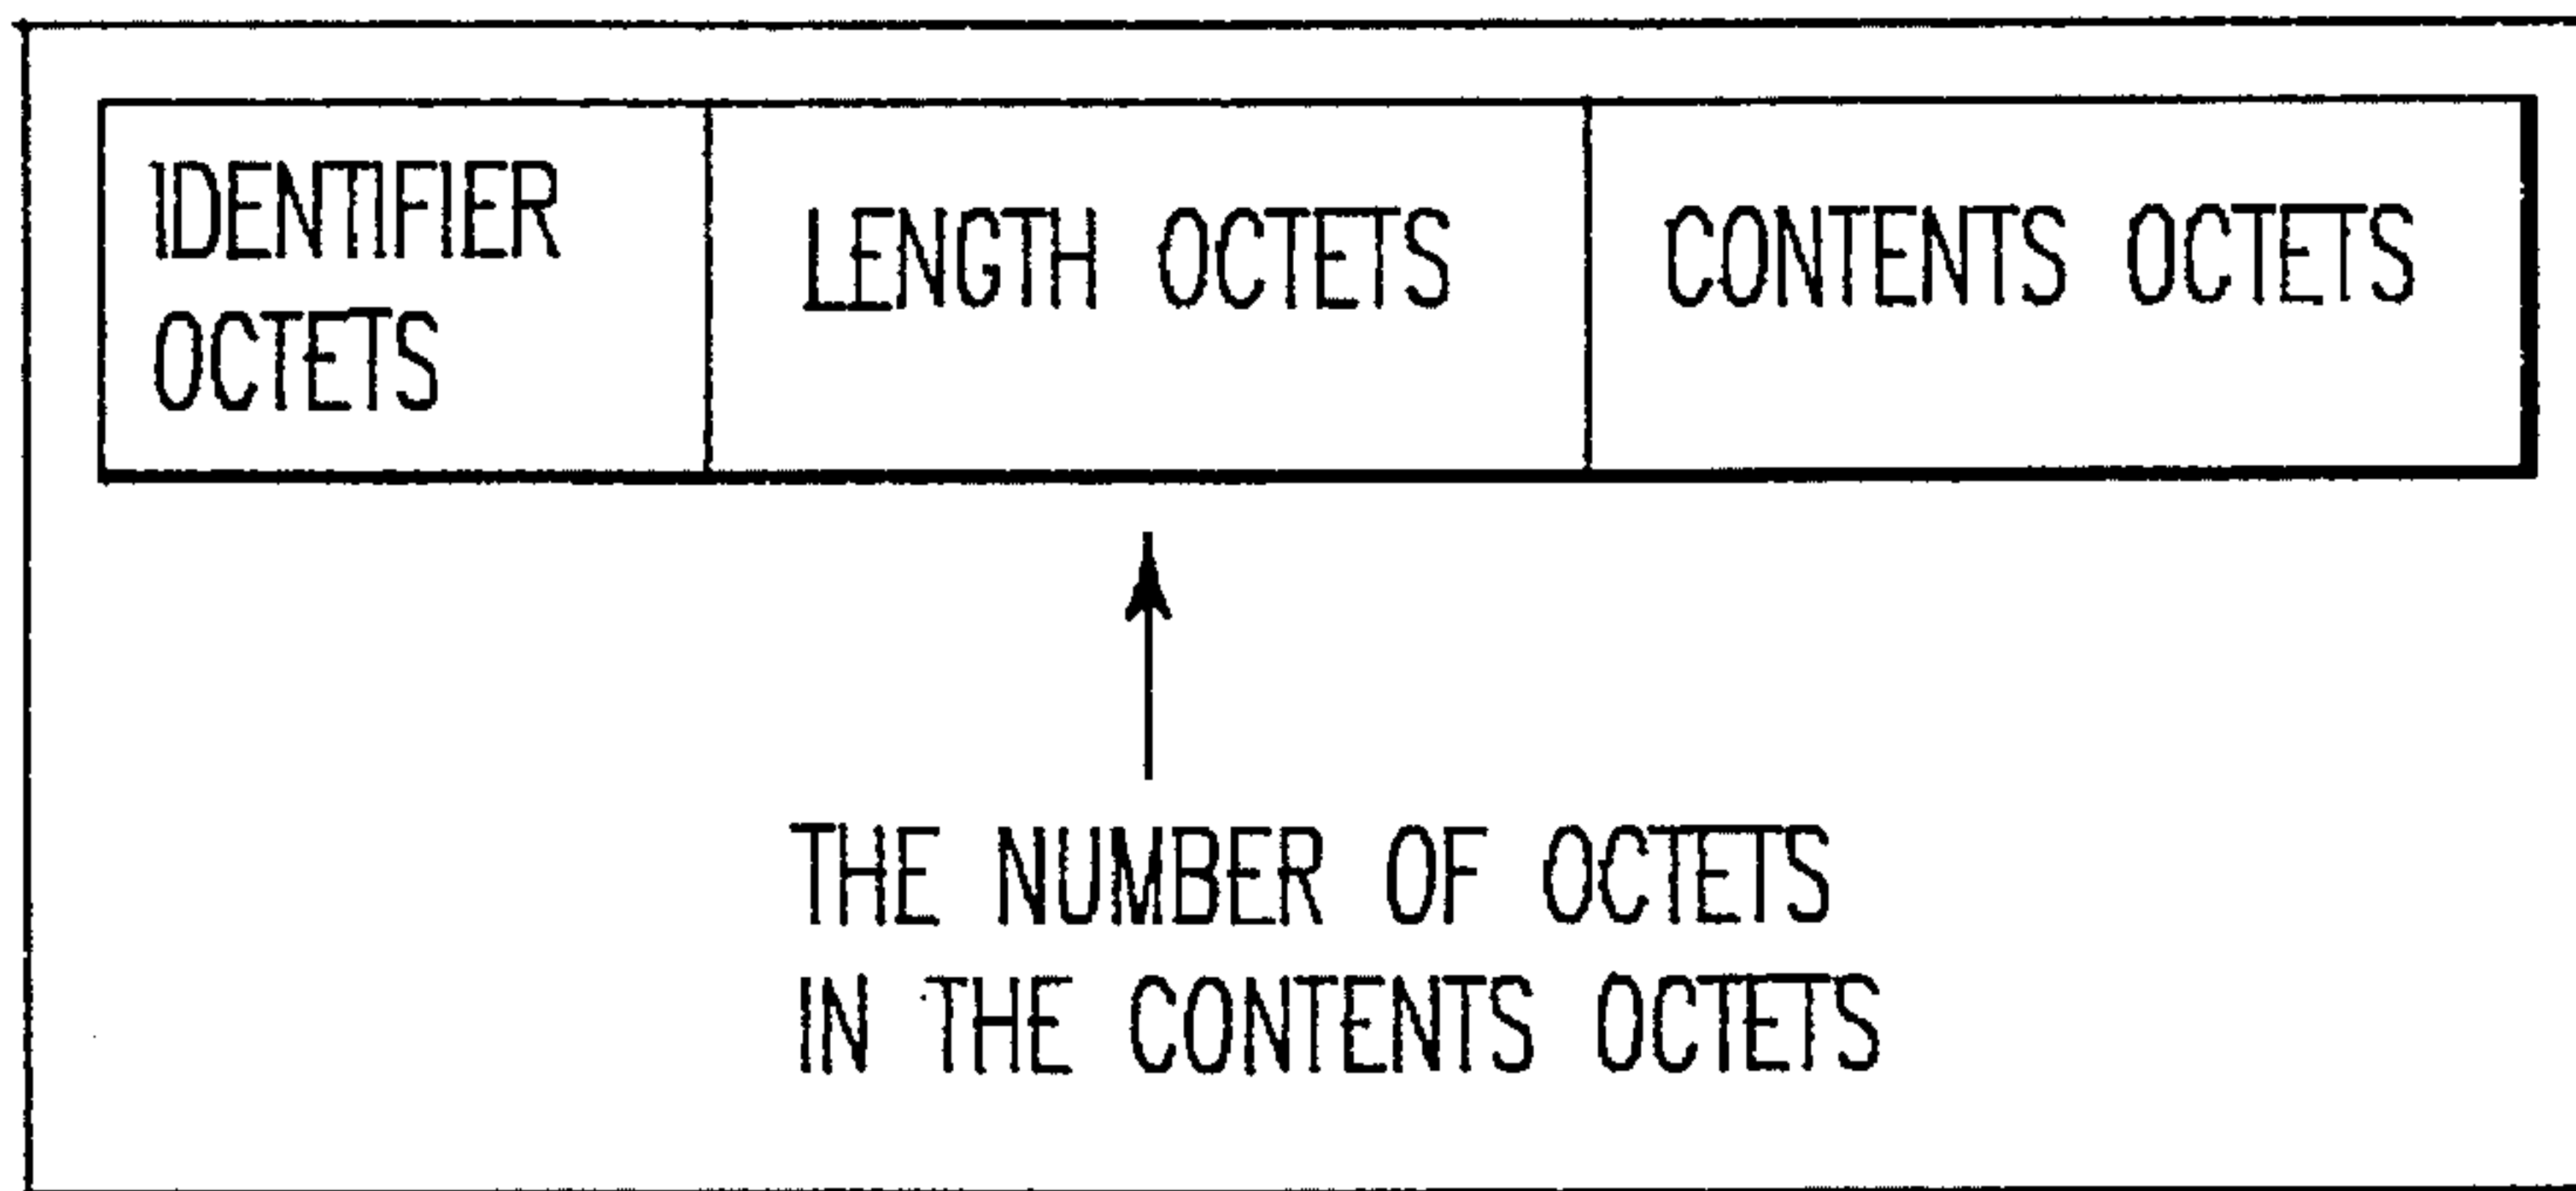 IDENTIFIER
OCTETS
LENGTH OCTETS
CONTENTS OCTETS
THE NUMBER OF OCTETS
IN THE CONTENTS OCTETS